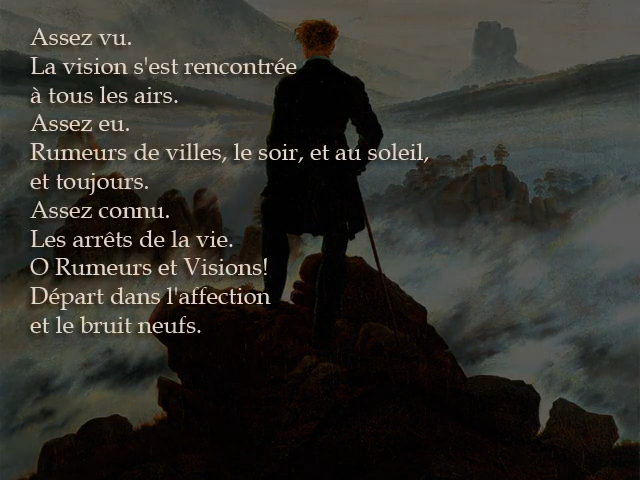 Assez vu.
La vision s'est rencontrée
à tous les airs.
Assez eu.
Rumeurs de villes, le soir, et au soleil,
et toujours.
Assez connu.
Les arrêts de la vie.
O Rumeurs et Visions!
Départ dans l'affection
et le bruit neufs.